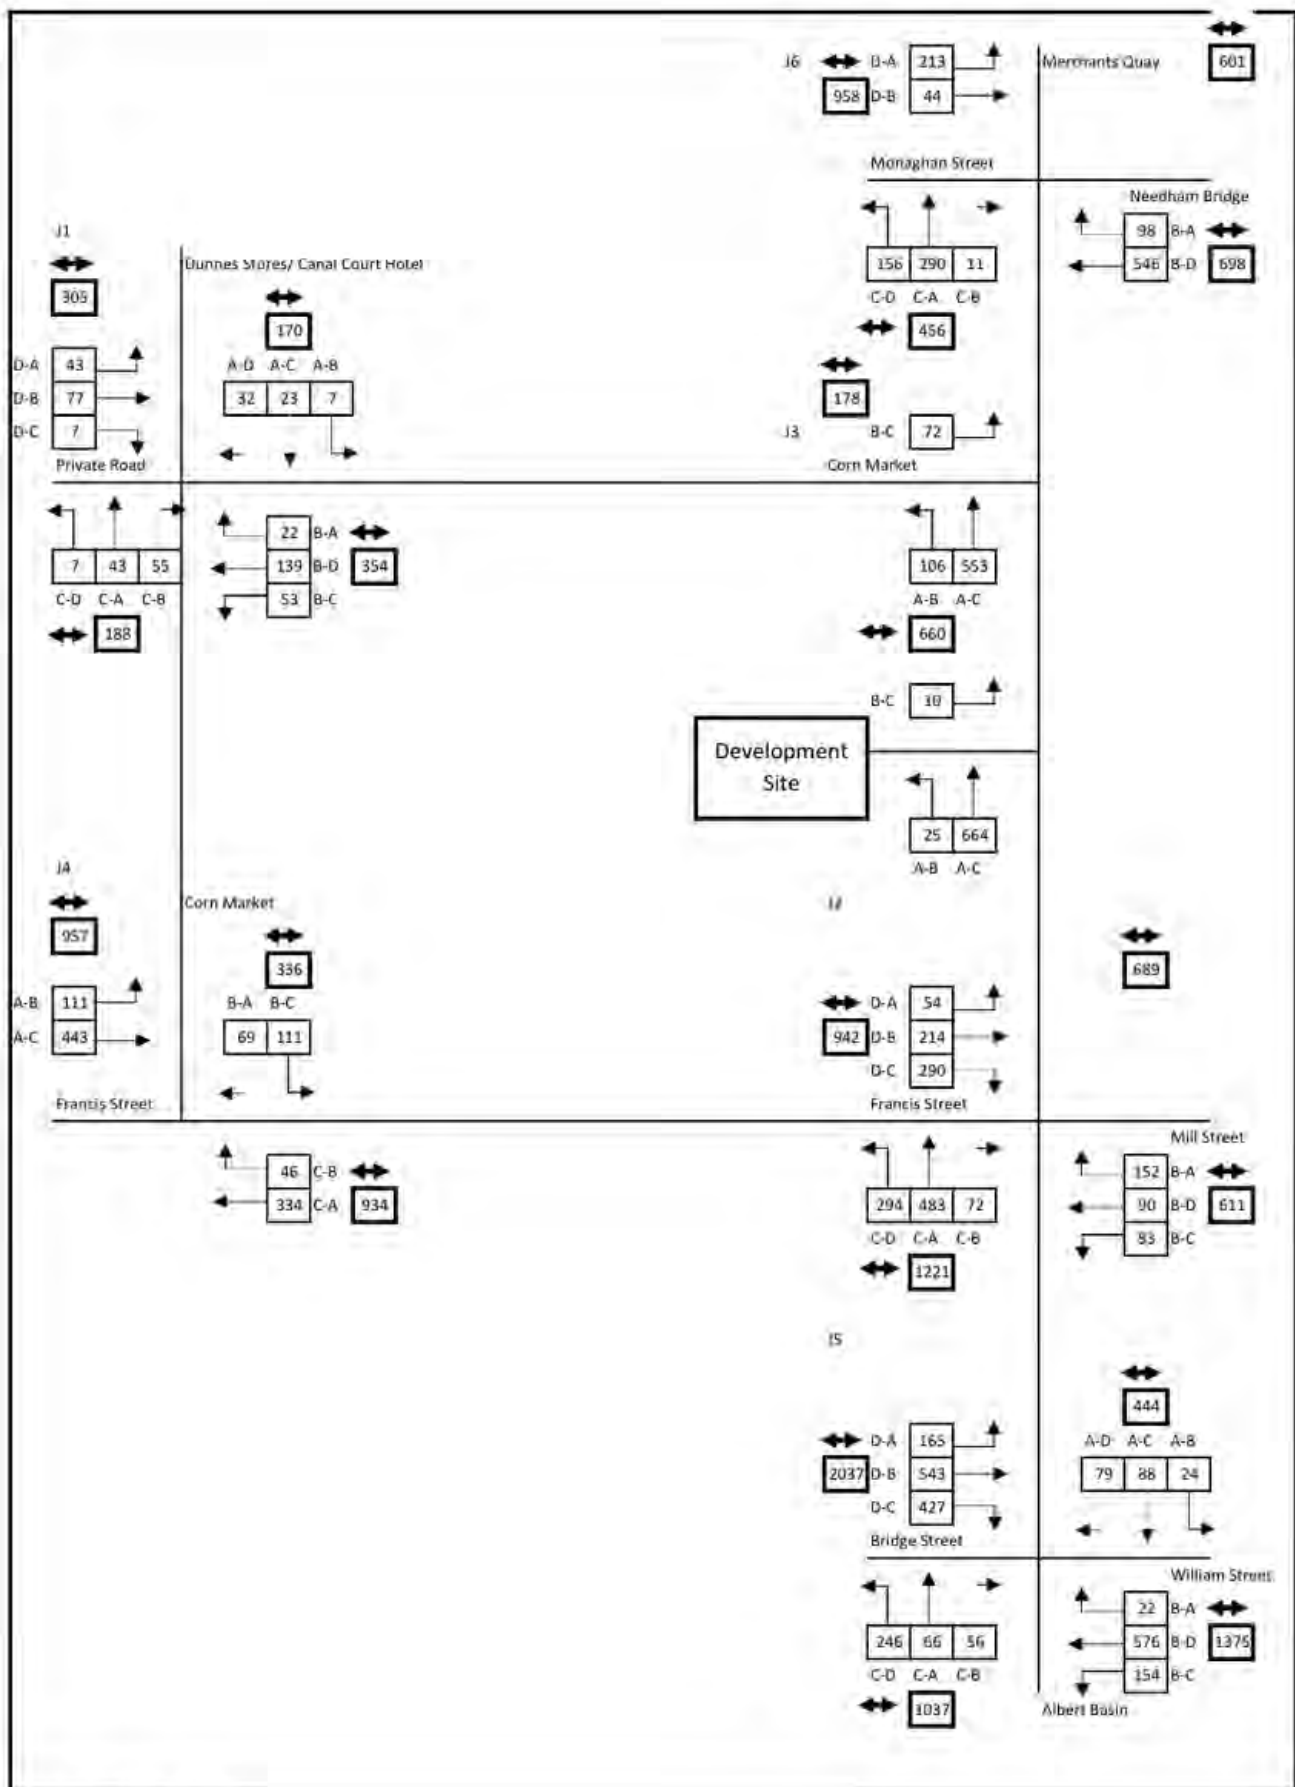 601
J6 B-A 213 Merchants Quay
958 D-B 44
Monaghan Street
Needham Bridge
J1
98 B-A
Dunnes Stores/ Canal Court Hotel
156 290 11
546 B-D 698
305
C-D C-A C-B
170
456
D-A 43
A-D A-C A-B
178
D-B 77
32 23 7
D-C 7
J3 B-C 72
Private Road
Corn Market
22 B-A
7 43 55
139 B-D 354
106 553
C-D C-A C-B
53 B-C
A-B A-C
188
660
B-C 10
Development
Site
25 664
A-B A-C
J4
Corn Market
J2
957
336
689
A-B 111
B-A B-C
D-A 54
A-C 443
69 111
942 D-B 214
D-C 290
Francis Street
Francis Street
Mill Street
46 C-B
152 B-A
334 C-A 934
294 483 72
90 B-D 611
C-D C-A C-B
83 B-C
1221
J5
444
D-A 165
A-D A-C A-B
2037 D-B 543
79 88 24
D-C 427
Bridge Street
William Street
22 B-A
246 66 56
576 B-D 1375
C-D C-A C-B
154 B-C
1037
Albert Basin